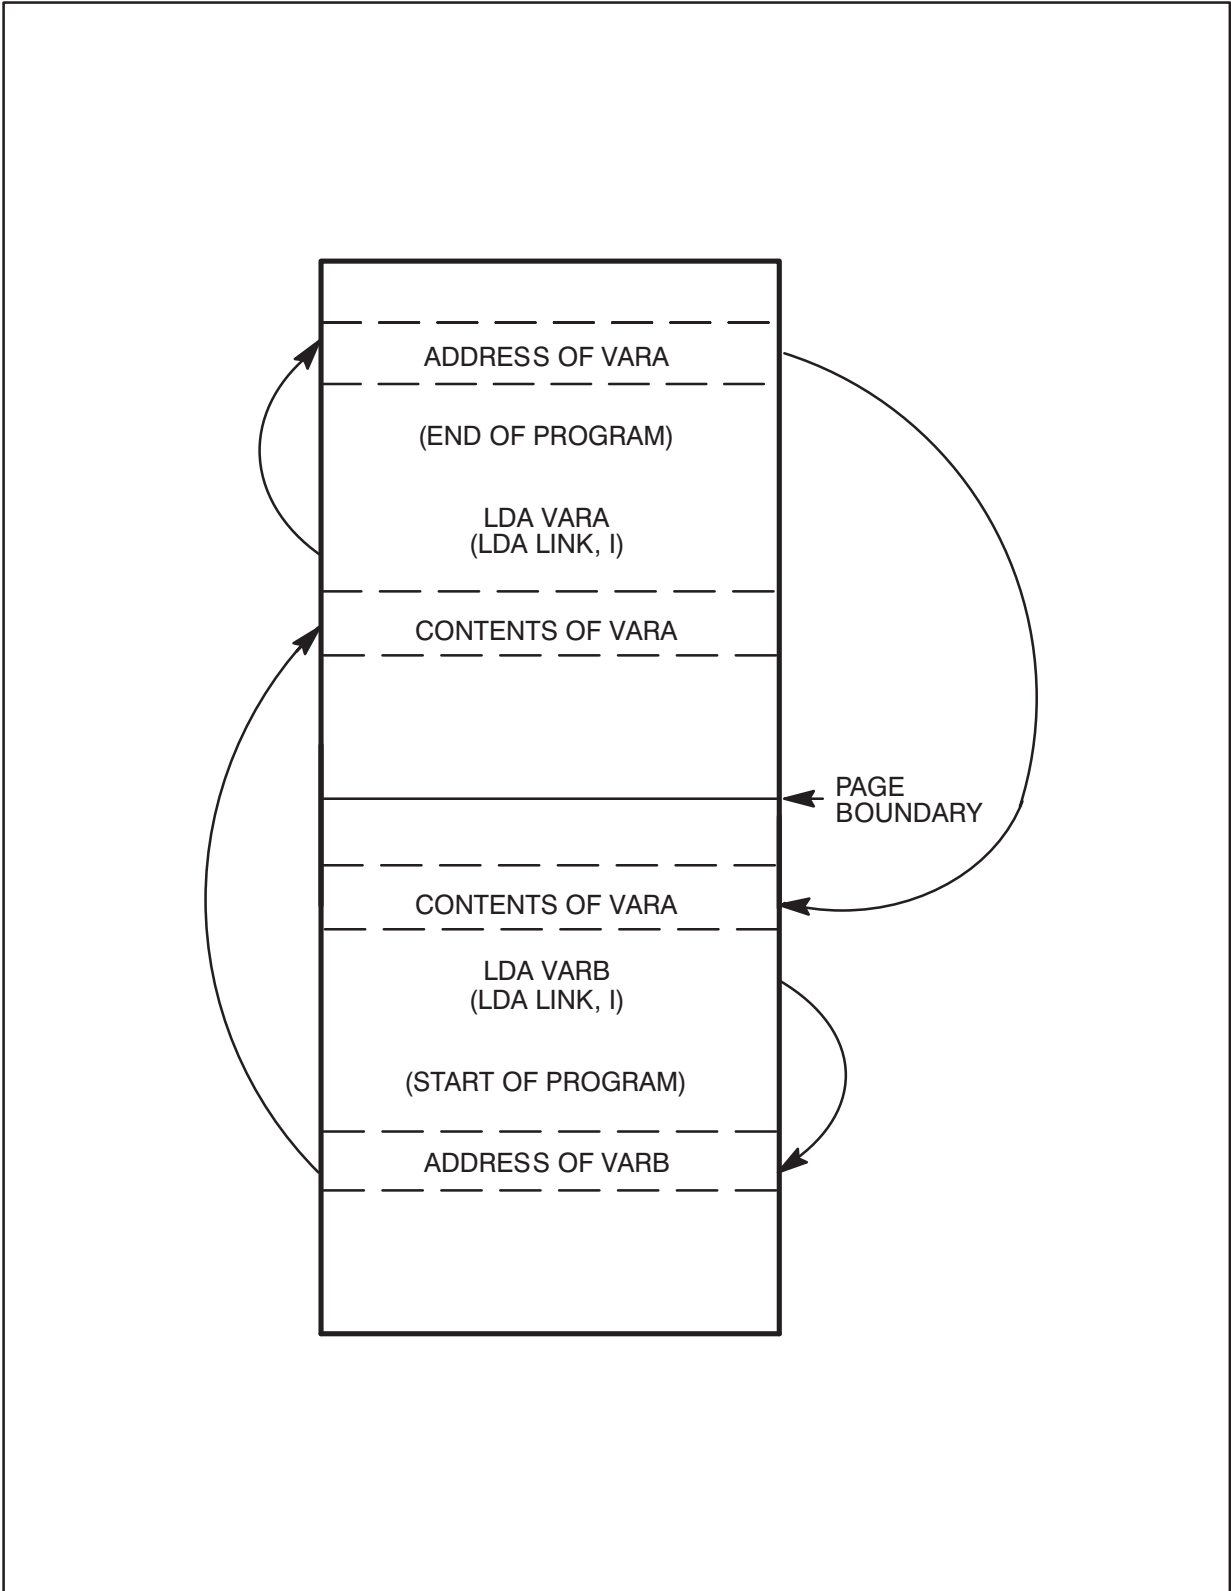 ADDRESS OF VARA
(END OF PROGRAM)
LDA VARA
(LDA LINK, I)
CONTENTS OF VARA
PAGE
BOUNDARY
CONTENTS OF VARA
LDA VARB
(LDA LINK, I)
(START OF PROGRAM)
ADDRESS OF VARB